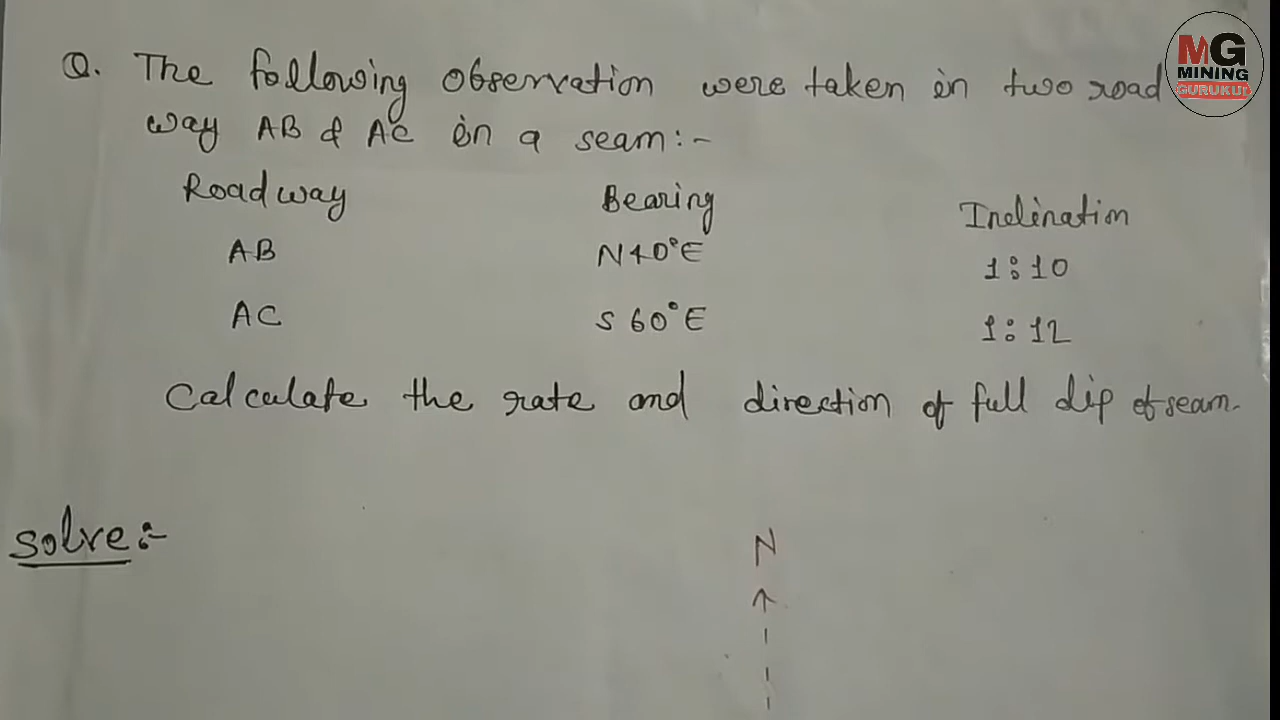 MG
MINING
GURUKUL
Q. The following observation were taken in two road
way AB & AC in a seam:-
Roadway Bearing Inclination
AB N40°E 1:10
AC S60°E 1:12
Calculate the rate and direction of full dip of seam.
Solve:-
N